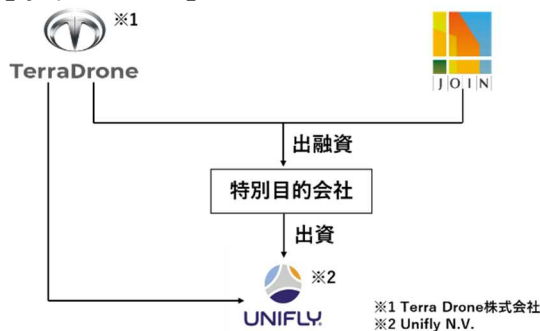 ※1
TerraDrone
JOIN
出融資
特別目的会社
出資
※2
UNIFLY
※1 Terra Drone株式会社
※2 Unifly N.V.